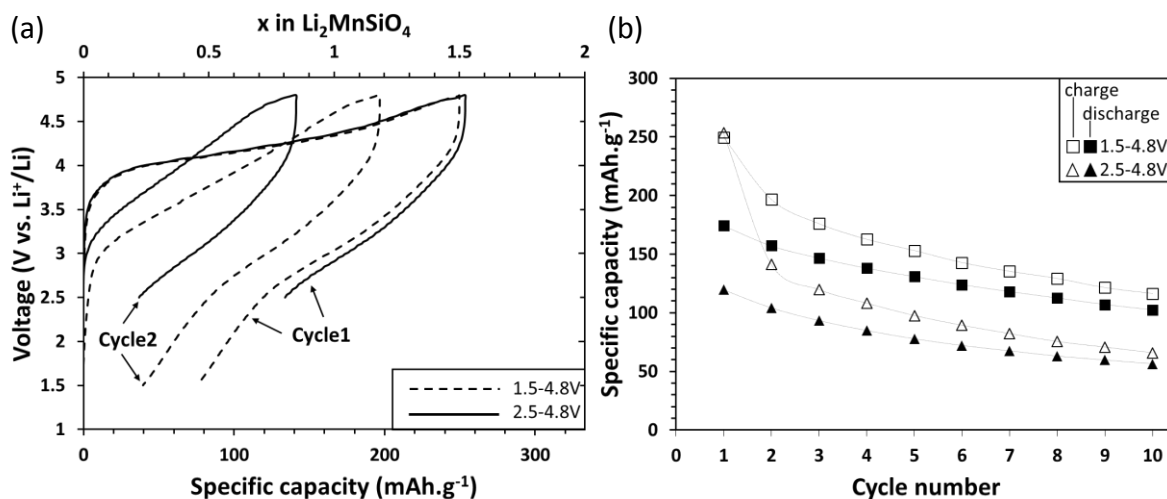 (a)
x in Li₂MnSiO₄
0 0.5 1 1.5 2
5
4.5
4
3.5
3
2.5
2
1.5
1
Voltage (V vs. Li⁺/Li)
Cycle2
Cycle1
1.5-4.8V
2.5-4.8V
0 100 200 300
Specific capacity (mAh.g⁻¹)
(b)
300
250
200
150
100
50
0
Specific capacity (mAh.g⁻¹)
charge
discharge
1.5-4.8V
2.5-4.8V
0 1 2 3 4 5 6 7 8 9 10
Cycle number